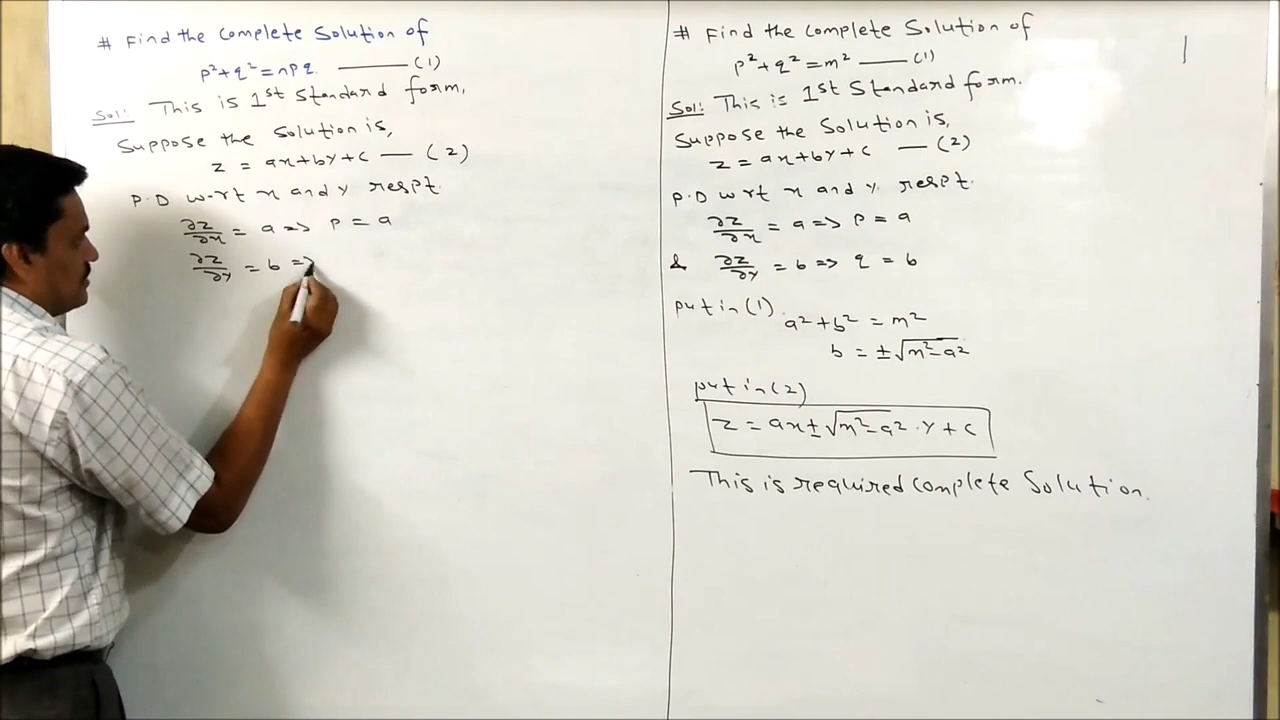 # Find the Complete Solution of
p²+q²=npq. ——— (1)
Sol: This is 1st Standard form.
Suppose the Solution is,
z = ax+by+c — (2)
P.D w.r.t x and y respt.
∂z/∂x = a => p = a
∂z/∂y = b =>
# Find the complete Solution of
p²+q²=m² —— (1)
Sol: This is 1st Standard form.
Suppose the Solution is,
z = ax+by+c — (2)
P.D w.r.t x and y. respt.
∂z/∂x = a => p = a
& ∂z/∂y = b => q = b
put in (1)
a²+b² = m²
b = ±√m²-a²
put in (2)
z = ax±√m²-a² · y + c
This is required complete Solution.